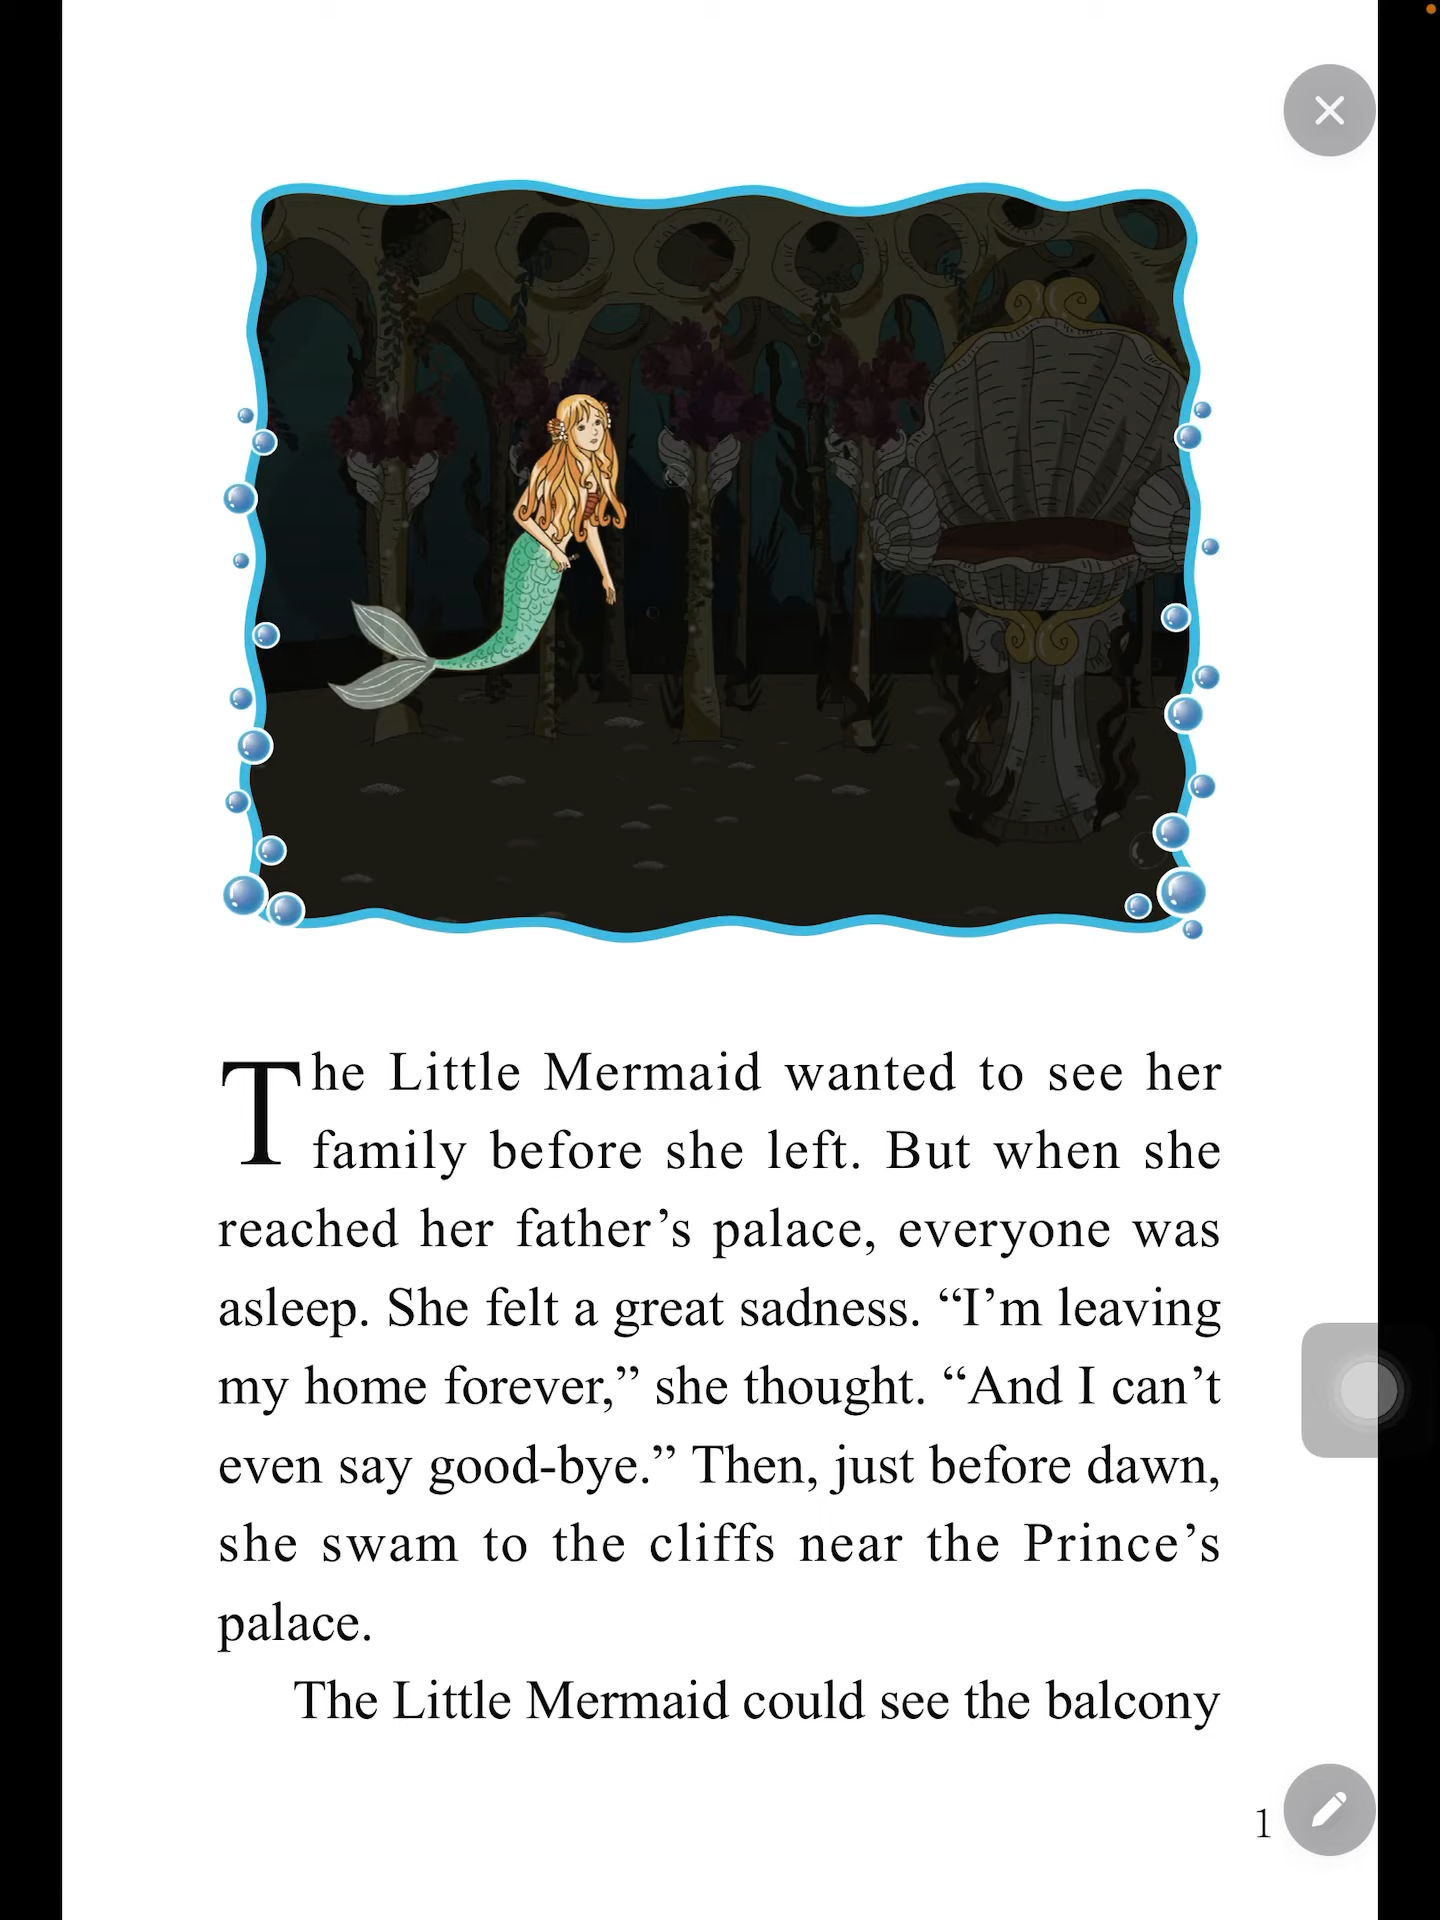 The Little Mermaid wanted to see her
family before she left. But when she
reached her father’s palace, everyone was
asleep. She felt a great sadness. “I’m leaving
my home forever,” she thought. “And I can’t
even say good-bye.” Then, just before dawn,
she swam to the cliffs near the Prince’s
palace.
The Little Mermaid could see the balcony
1